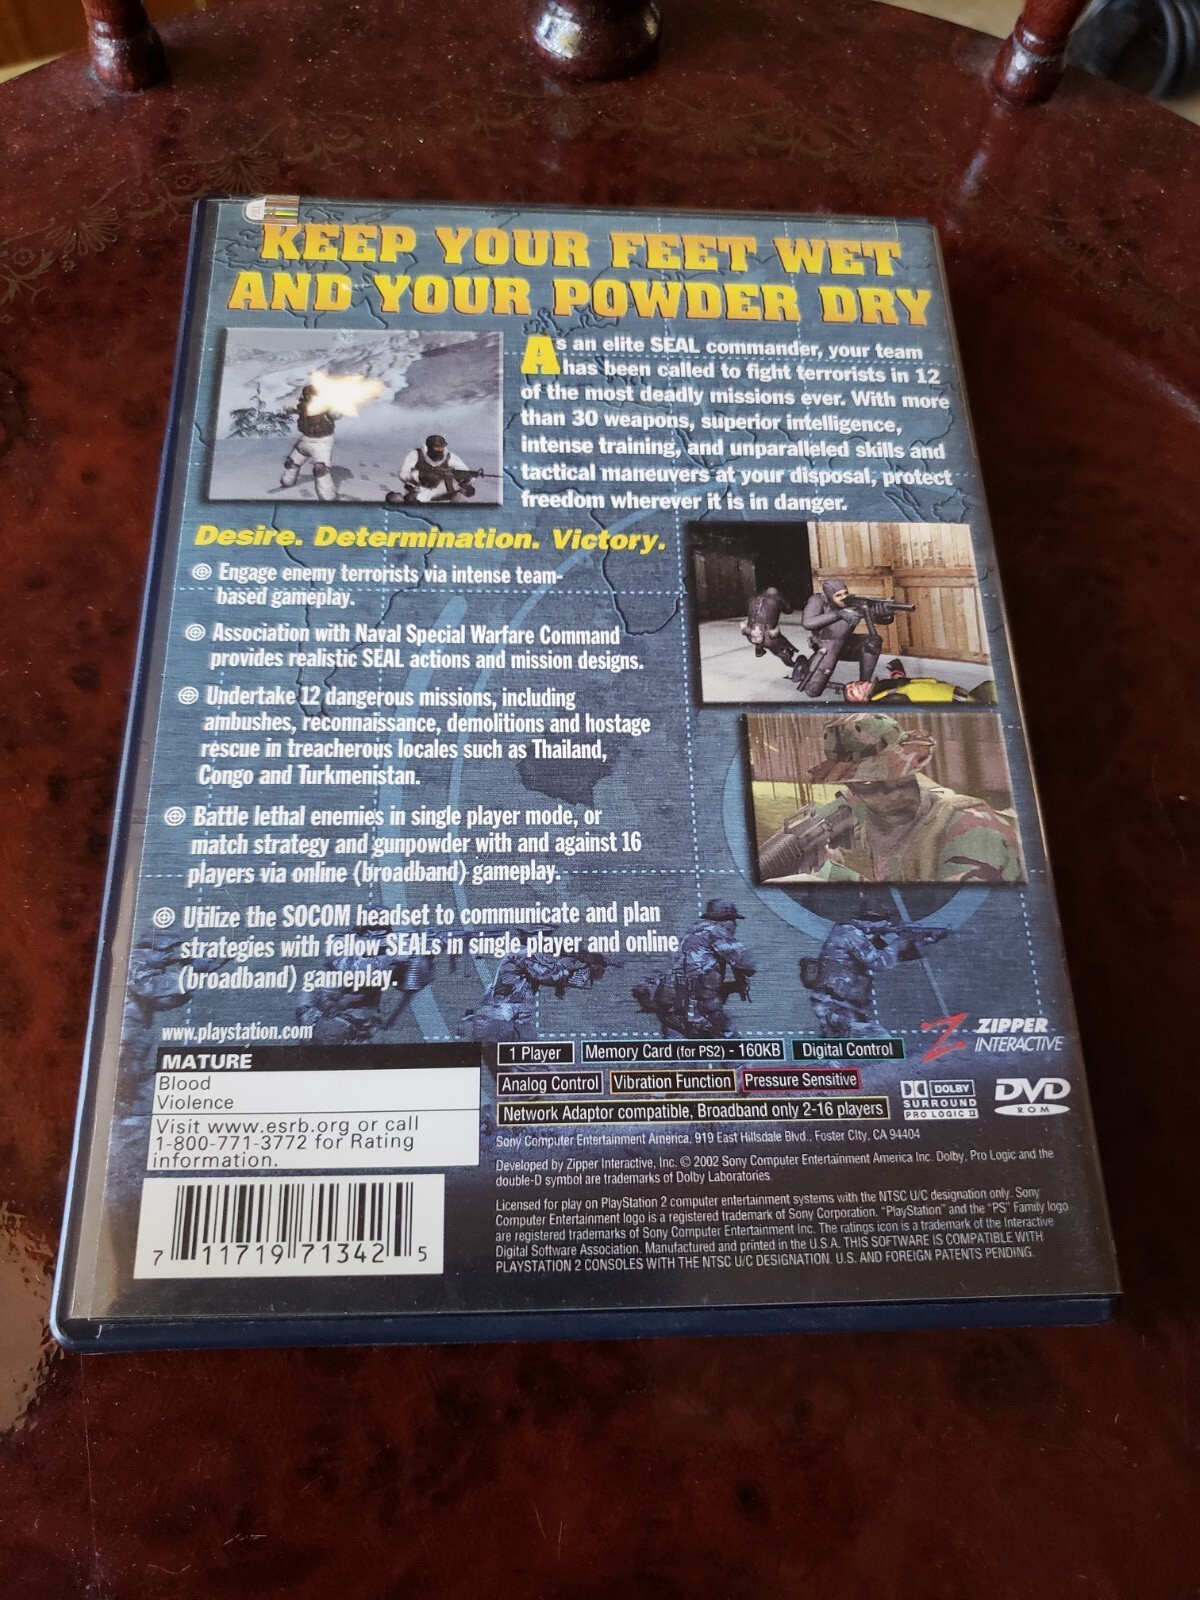 KEEP YOUR FEET WET
AND YOUR POWDER DRY
As an elite SEAL commander, your team
has been called to fight terrorists in 12
of the most deadly missions ever. With more
than 30 weapons, superior intelligence,
intense training, and unparalleled skills and
tactical maneuvers at your disposal, protect
freedom wherever it is in danger.
Desire. Determination. Victory.
Engage enemy terrorists via intense team-
based gameplay.
Association with Naval Special Warfare Command
provides realistic SEAL actions and mission designs.
Undertake 12 dangerous missions, including
ambushes, reconnaissance, demolitions and hostage
rescue in treacherous locales such as Thailand,
Congo and Turkmenistan.
Battle lethal enemies in single player mode, or
match strategy and gunpowder with and against 16
players via online (broadband) gameplay.
Utilize the SOCOM headset to communicate and plan
strategies with fellow SEALs in single player and online
(broadband) gameplay.
www.playstation.com
MATURE
Blood
Violence
Visit www.esrb.org or call
1-800-771-3772 for Rating
information.
7 11719 71342 5
1 Player
Memory Card (for PS2) - 160KB
Digital Control
Analog Control
Vibration Function
Pressure Sensitive
Network Adaptor compatible, Broadband only 2-16 players
ZIPPER
INTERACTIVE
DOLBY
SURROUND
PRO LOGIC II
DVD
ROM
Sony Computer Entertainment America, 919 East Hillsdale Blvd., Foster City, CA 94404
Developed by Zipper Interactive, Inc. © 2002 Sony Computer Entertainment America Inc. Dolby, Pro Logic and the
double-D symbol are trademarks of Dolby Laboratories.
Licensed for play on PlayStation 2 computer entertainment systems with the NTSC U/C designation only. Sony
Computer Entertainment logo is a registered trademark of Sony Corporation. "PlayStation" and the "PS" Family logo
are registered trademarks of Sony Computer Entertainment Inc. The ratings icon is a trademark of the Interactive
Digital Software Association. Manufactured and printed in the U.S.A. THIS SOFTWARE IS COMPATIBLE WITH
PLAYSTATION 2 CONSOLES WITH THE NTSC U/C DESIGNATION. U.S. AND FOREIGN PATENTS PENDING.